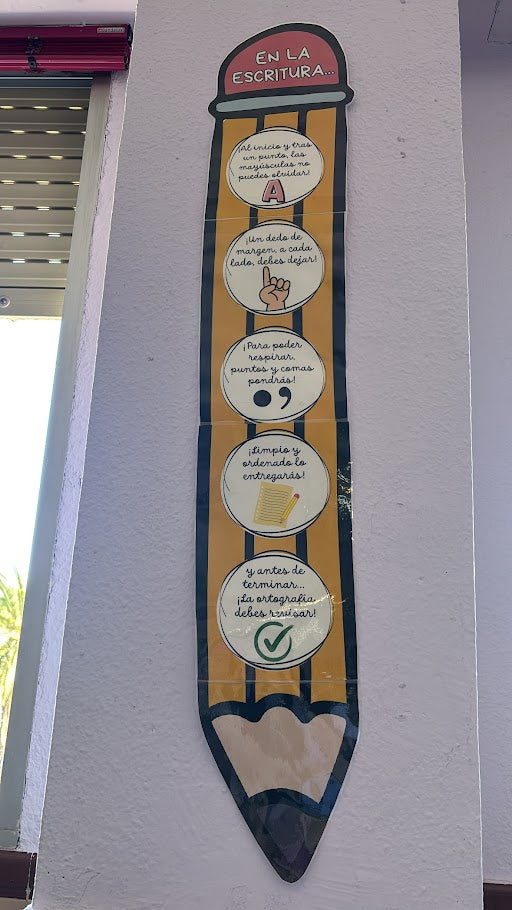 EN LA
ESCRITURA...
¡Al inicio y tras
un punto, las
mayúsculas no
puedes olvidar!
A
¡Un dedo de
margen, a cada
lado, debes dejar!
¡Para poder
respirar,
puntos y comas
pondrás!
¡Limpio y
ordenado lo
entregarás!
y antes de
terminar...
¡La ortografía
debes revisar!